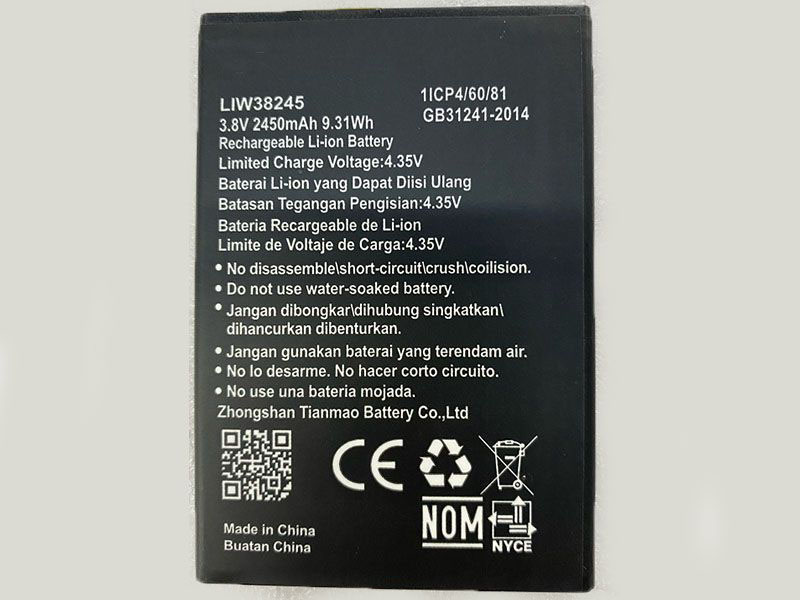 LIW38245
3.8V 2450mAh 9.31Wh
1ICP4/60/81
GB31241-2014
Rechargeable Li-ion Battery
Limited Charge Voltage:4.35V
Baterai Li-ion yang Dapat Diisi Ulang
Batasan Tegangan Pengisian:4.35V
Bateria Recargeable de Li-ion
Limite de Voltaje de Carga:4.35V
• No disassemble\short-circuit\crush\coilision.
• Do not use water-soaked battery.
• Jangan dibongkar\dihubung singkatkan\
dihancurkan dibenturkan.
• Jangan gunakan baterai yang terendam air.
• No lo desarme. No hacer corto circuito.
• No use una bateria mojada.
Zhongshan Tianmao Battery Co.,Ltd
CE
NOM
NYCE
Made in China
Buatan China